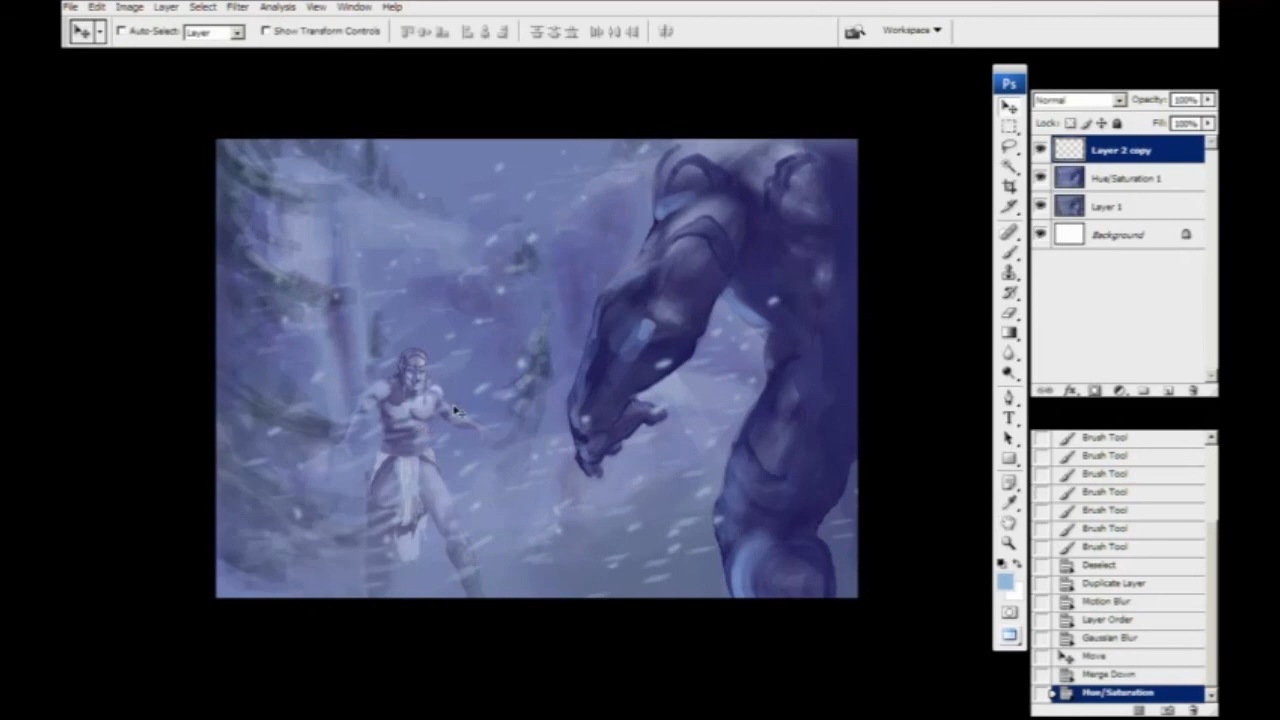 File Edit Image Layer Select Filter Analysis View Window Help
Auto-Select: Layer Show Transform Controls Workspace
Ps
Normal Opacity: 100%
Lock: Fill: 100%
Layer 2 copy
Hue/Saturation 1
Layer 1
Background
Brush Tool
Brush Tool
Brush Tool
Brush Tool
Brush Tool
Brush Tool
Brush Tool
Deselect
Duplicate Layer
Motion Blur
Layer Order
Gaussian Blur
Move
Merge Down
Hue/Saturation